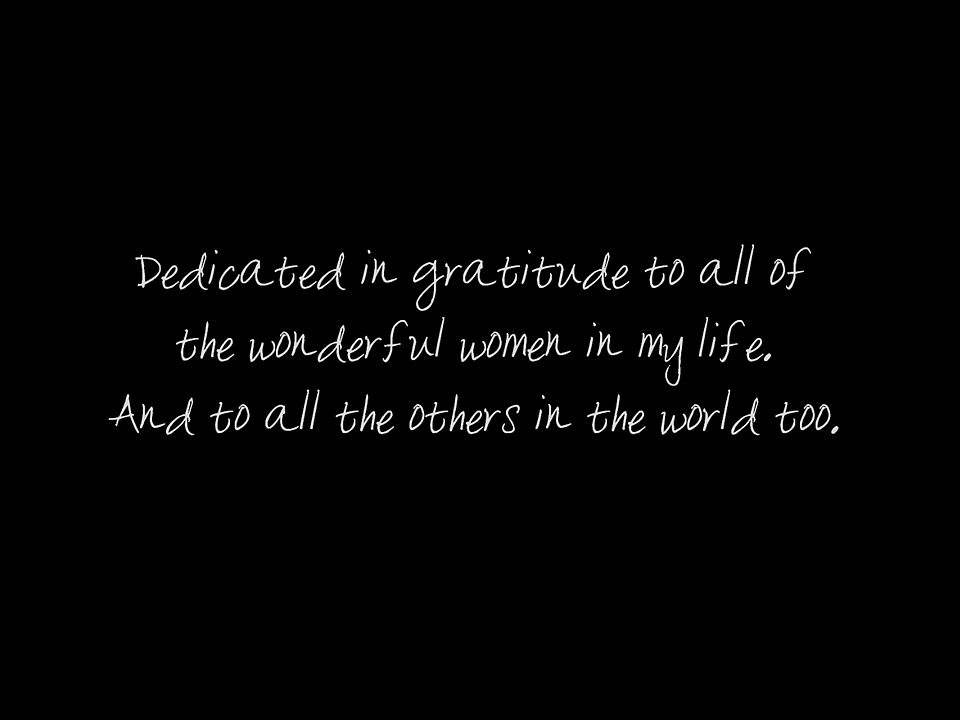 Dedicated in gratitude to all of
the wonderful women in my life.
And to all the others in the world too.